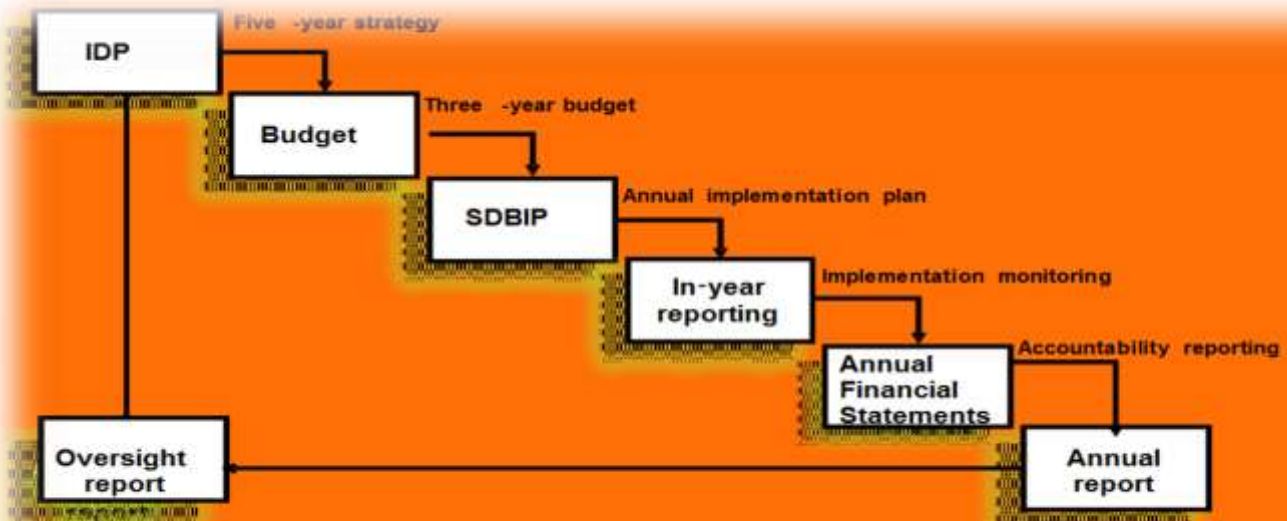 Five -year strategy
IDP
Three -year budget
Budget
Annual implementation plan
SDBIP
Implementation monitoring
In-year
reporting
Accountability reporting
Annual
Financial
Statements
Oversight
report
Annual
report
report